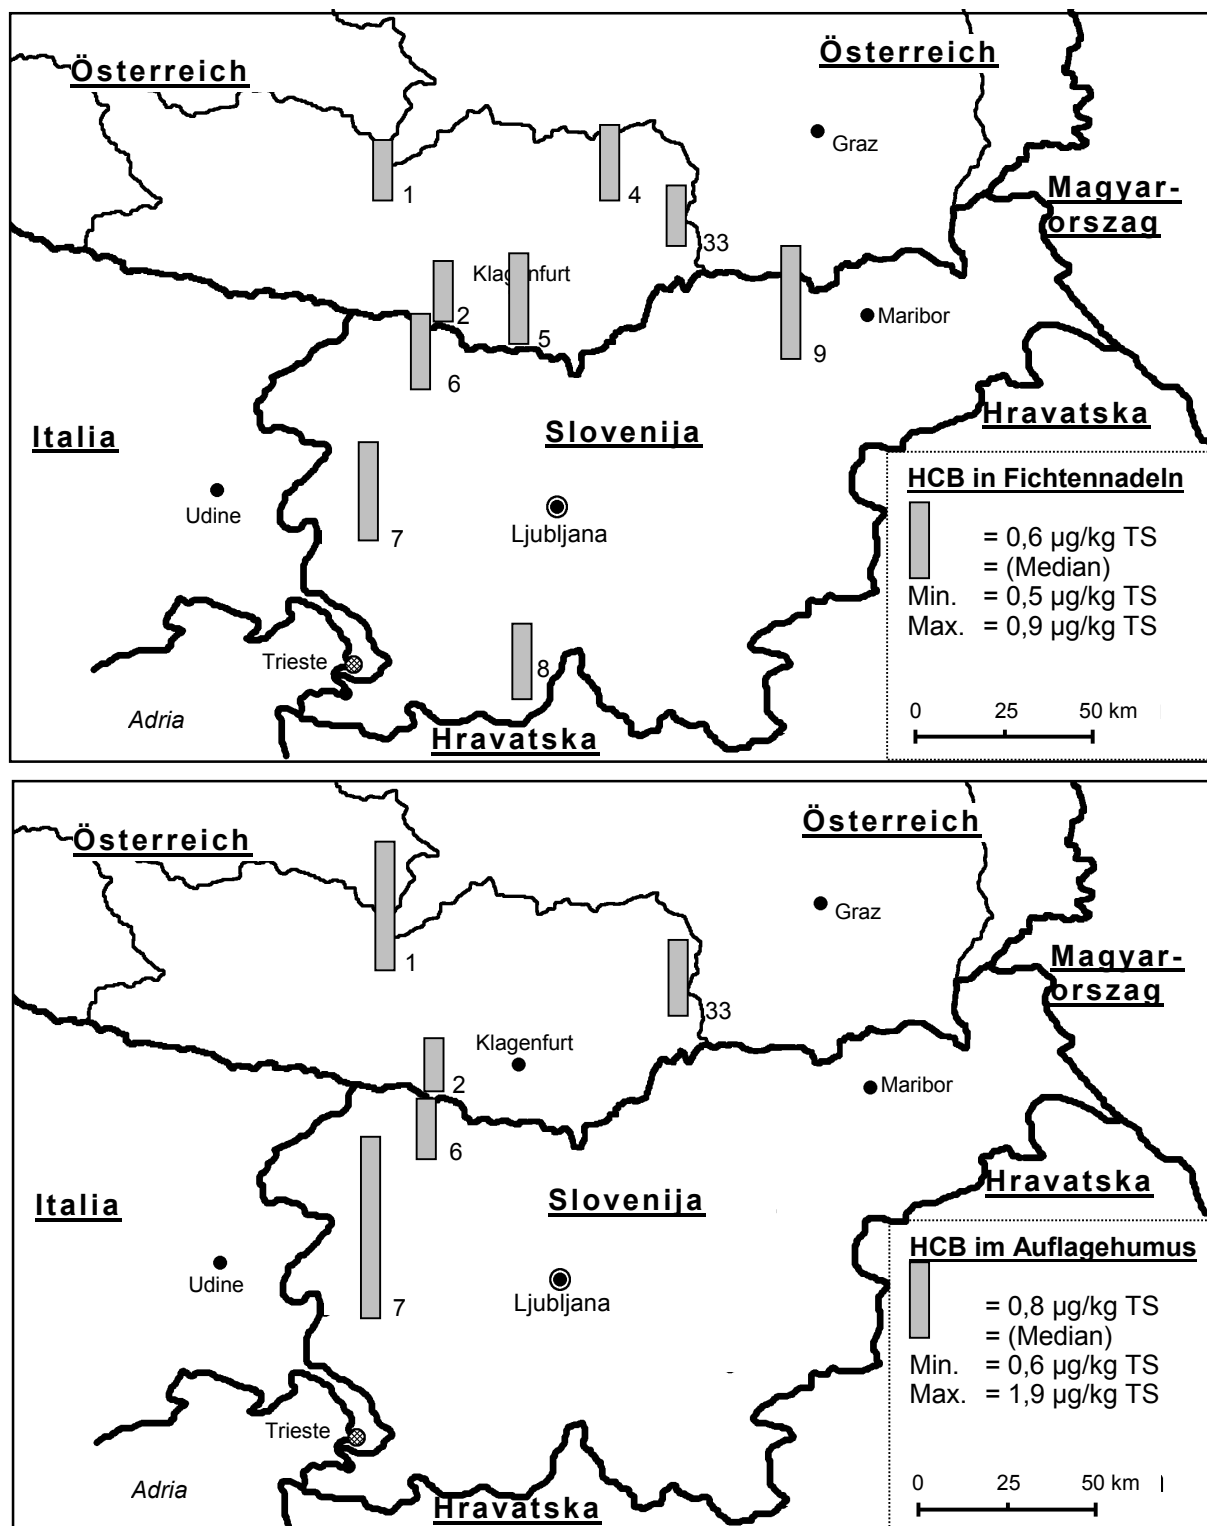 Österreich
Österreich
Graz
Magyar-
orszag
1
4
33
Klagenfurt
2
5
Maribor
6
9
Hravatska
Italia
Slovenija
Udine
7
Ljubljana
HCB in Fichtennadeln
= 0,6 µg/kg TS
= (Median)
Min. = 0,5 µg/kg TS
Max. = 0,9 µg/kg TS
Trieste
8
Adria
Hravatska
0 25 50 km
Österreich
Österreich
Graz
Magyar-
orszag
1
33
Klagenfurt
2
Maribor
6
Hravatska
Italia
Slovenija
Udine
7
Ljubljana
HCB im Auflagehumus
= 0,8 µg/kg TS
= (Median)
Min. = 0,6 µg/kg TS
Max. = 1,9 µg/kg TS
Trieste
Adria
Hravatska
0 25 50 km